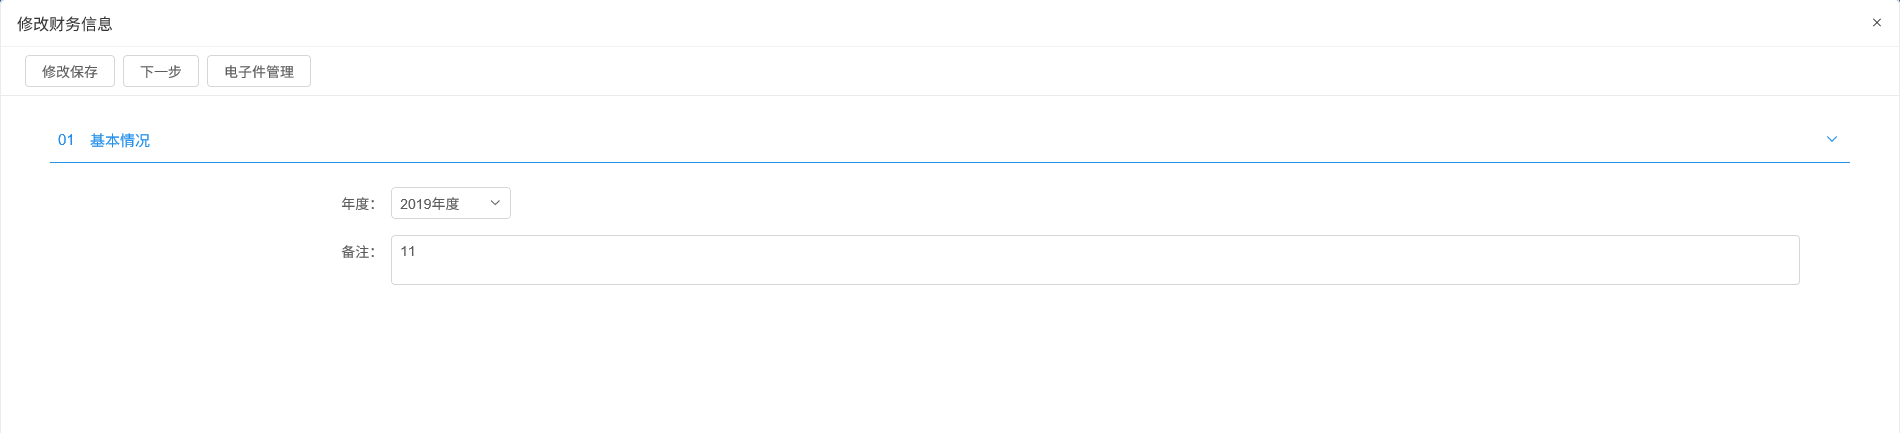 修改财务信息
修改保存 下一步 电子件管理
01 基本情况
年度： 2019年度
备注： 11